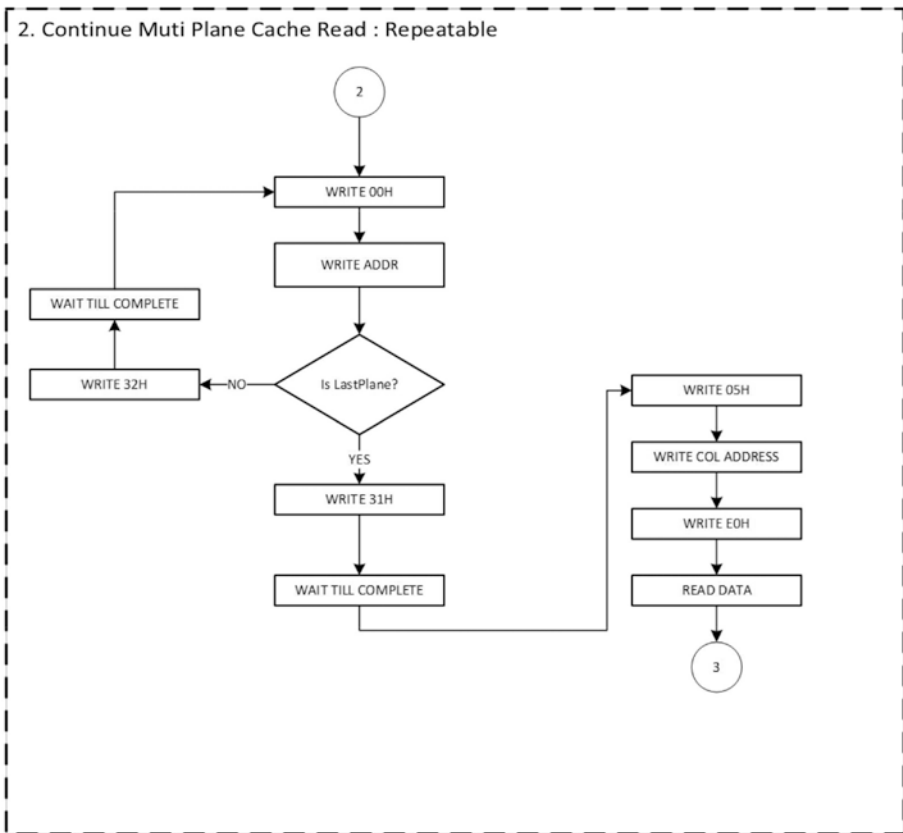 2. Continue Muti Plane Cache Read : Repeatable
2
WRITE 00H
WRITE ADDR
WAIT TILL COMPLETE
WRITE 32H
NO
Is LastPlane?
YES
WRITE 31H
WAIT TILL COMPLETE
WRITE 05H
WRITE COL ADDRESS
WRITE E0H
READ DATA
3